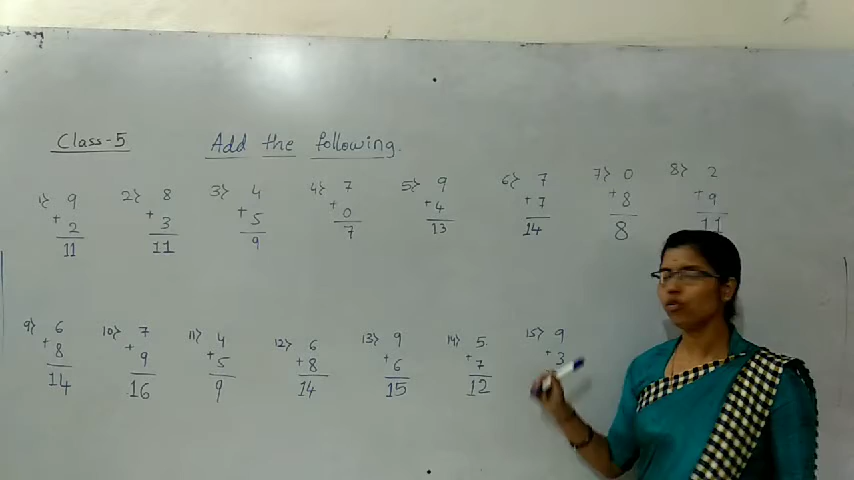 Class-5 Add the following.
1) 9 2) 8 3) 4 4) 7 5) 9 6) 7 7) 0 8) 2
+ 2 + 3 + 5 + 0 + 4 + 7 + 8 + 9
11 11 9 7 13 14 8 11
9) 6 10) 7 11) 4 12) 6 13) 9 14) 5 15) 9
+ 8 + 9 + 5 + 8 + 6 + 7 + 3
14 16 9 14 15 12